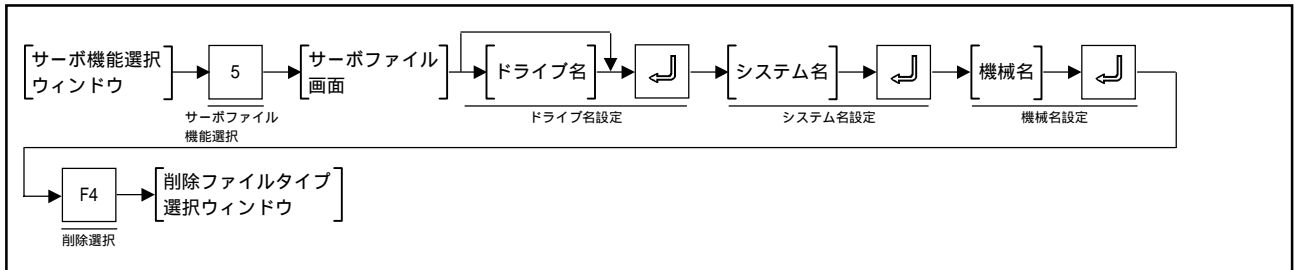 サーボ機能選択
ウィンドウ
5
サーボファイル
機能選択
サーボファイル
画面
ドライブ名
ドライブ名設定
システム名
システム名設定
機械名
機械名設定
F4
削除選択
削除ファイルタイプ
選択ウィンドウ